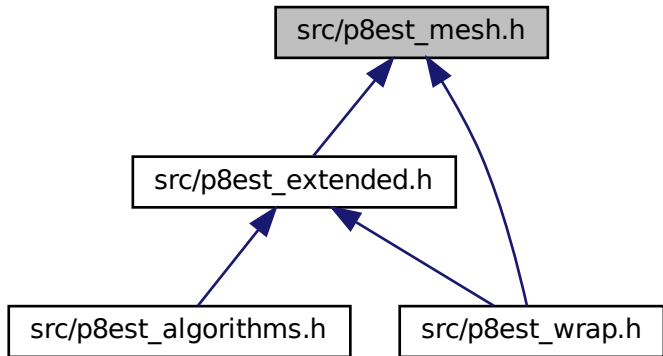 src/p8est_mesh.h
src/p8est_extended.h
src/p8est_algorithms.h
src/p8est_wrap.h